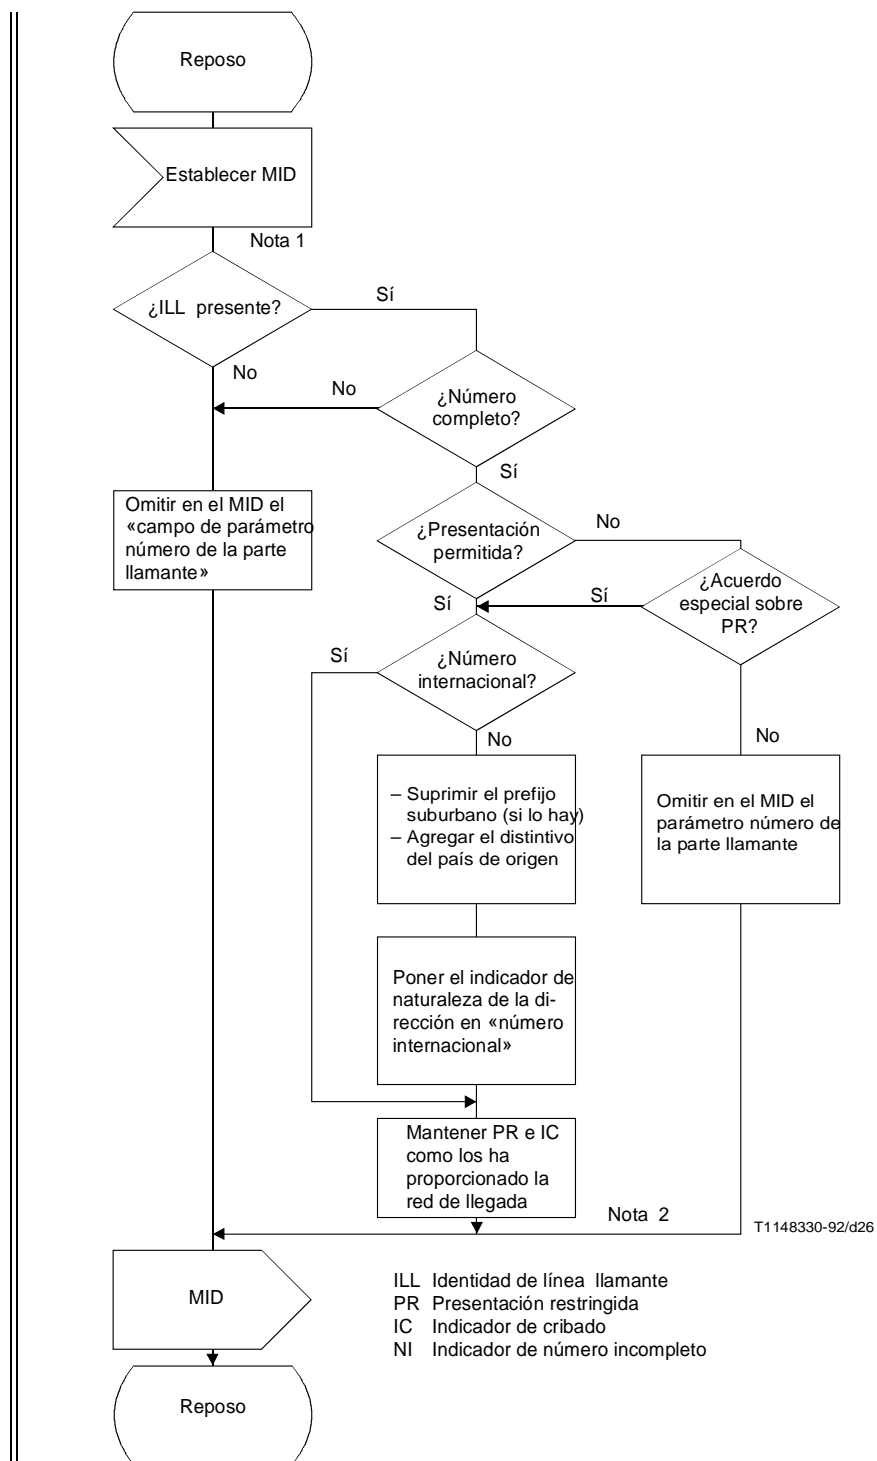 Reposo
Establecer MID
Nota 1
¿ILL presente?
Sí
No
No
¿Número
completo?
Sí
Omitir en el MID el
«campo de parámetro
número de la parte
llamante»
¿Presentación
permitida?
No
Sí
Sí
¿Acuerdo
especial sobre
PR?
Sí
¿Número
internacional?
No
No
– Suprimir el prefijo
suburbano (si lo hay)
– Agregar el distintivo
del país de origen
Omitir en el MID el
parámetro número de
la parte llamante
Poner el indicador de
naturaleza de la di-
rección en «número
internacional»
Mantener PR e IC
como los ha
proporcionado la
red de llegada
Nota 2
T1148330-92/d26
MID
ILL Identidad de línea llamante
PR Presentación restringida
IC Indicador de cribado
NI Indicador de número incompleto
Reposo